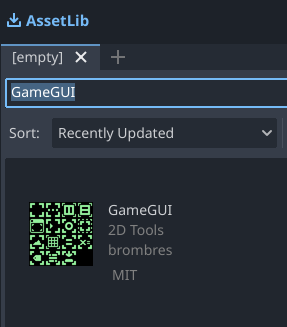 AssetLib
[empty]
GameGUI
Sort: Recently Updated
GameGUI
2D Tools
brombres
MIT